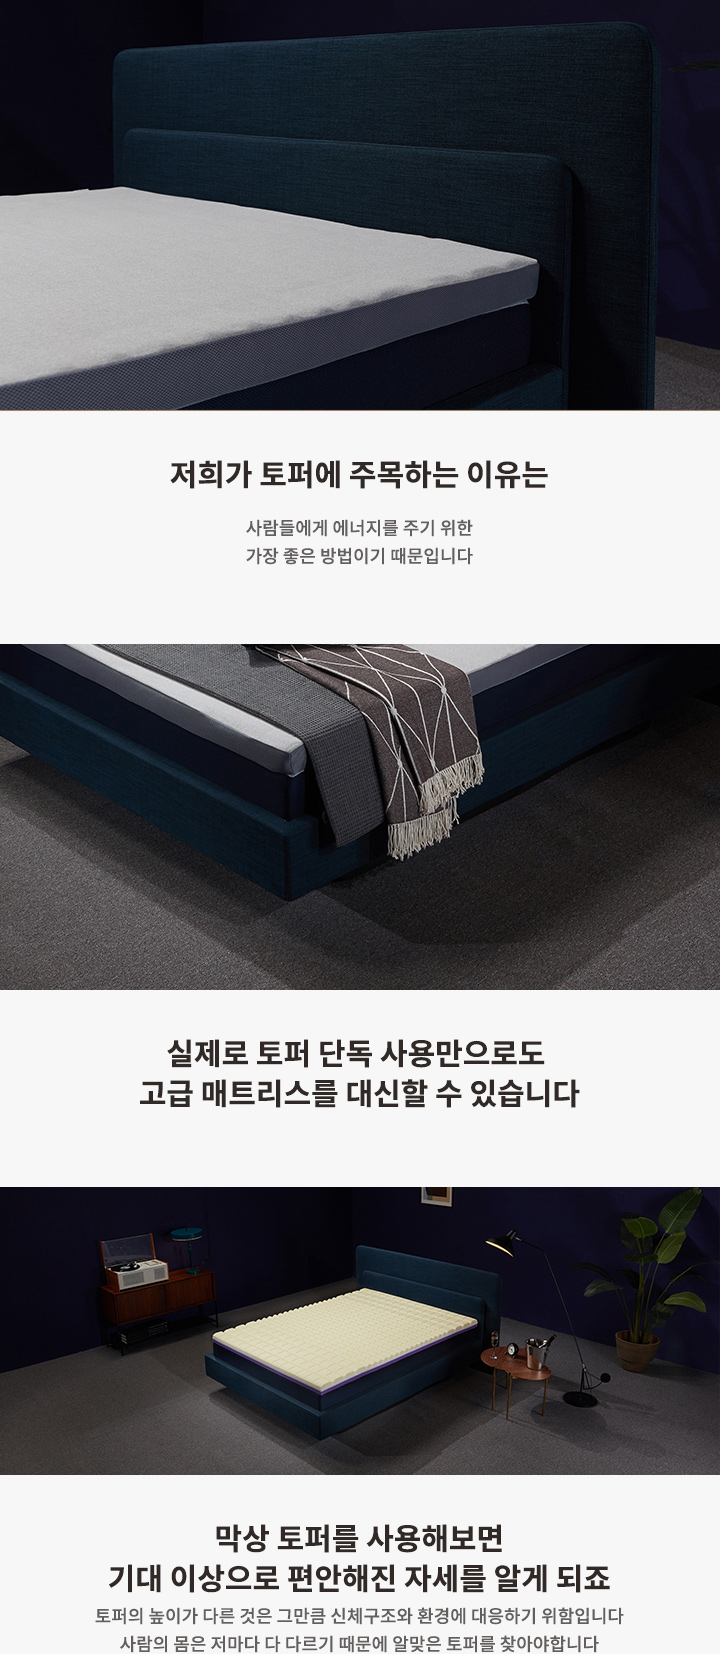 저희가 토퍼에 주목하는 이유는
사람들에게 에너지를 주기 위한
가장 좋은 방법이기 때문입니다
실제로 토퍼 단독 사용만으로도
고급 매트리스를 대신할 수 있습니다
막상 토퍼를 사용해보면
기대 이상으로 편안해진 자세를 알게 되죠
토퍼의 높이가 다른 것은 그만큼 신체구조와 환경에 대응하기 위함입니다
사람의 몸은 저마다 다 다르기 때문에 알맞은 토퍼를 찾아야합니다